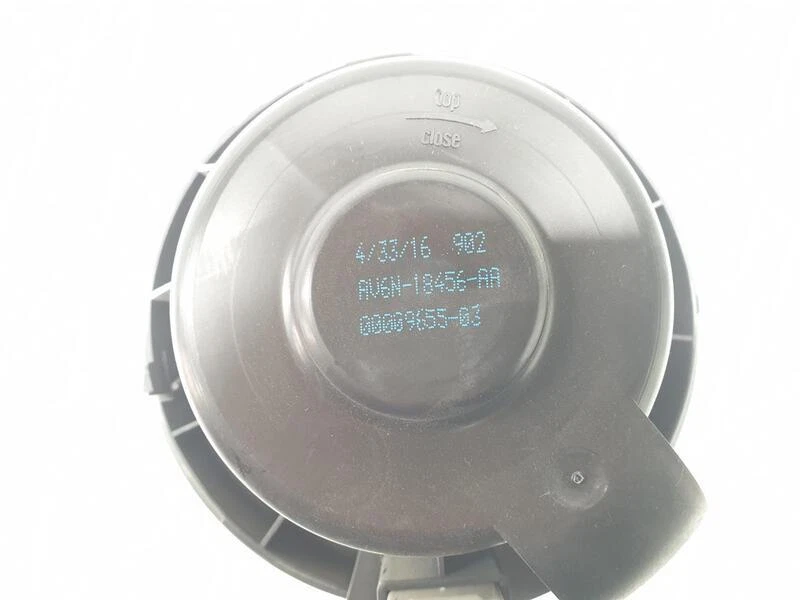 top
close
4/33/16 902
AV6N-18456-AA
00009655-03